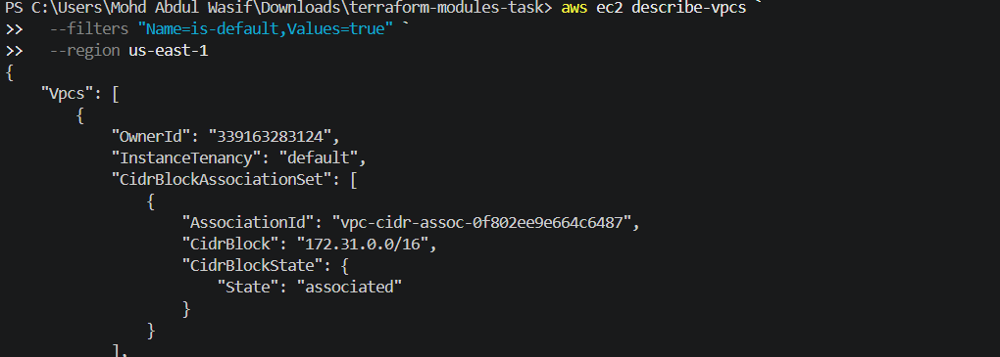 PS C:\Users\Mohd Abdul Wasif\Downloads\terraform-modules-task> aws ec2 describe-vpcs `
>>   --filters "Name=is-default,Values=true" `
>>   --region us-east-1
{
    "Vpcs": [
        {
            "OwnerId": "339163283124",
            "InstanceTenancy": "default",
            "CidrBlockAssociationSet": [
                {
                    "AssociationId": "vpc-cidr-assoc-0f802ee9e664c6487",
                    "CidrBlock": "172.31.0.0/16",
                    "CidrBlockState": {
                        "State": "associated"
                    }
                }
            ],